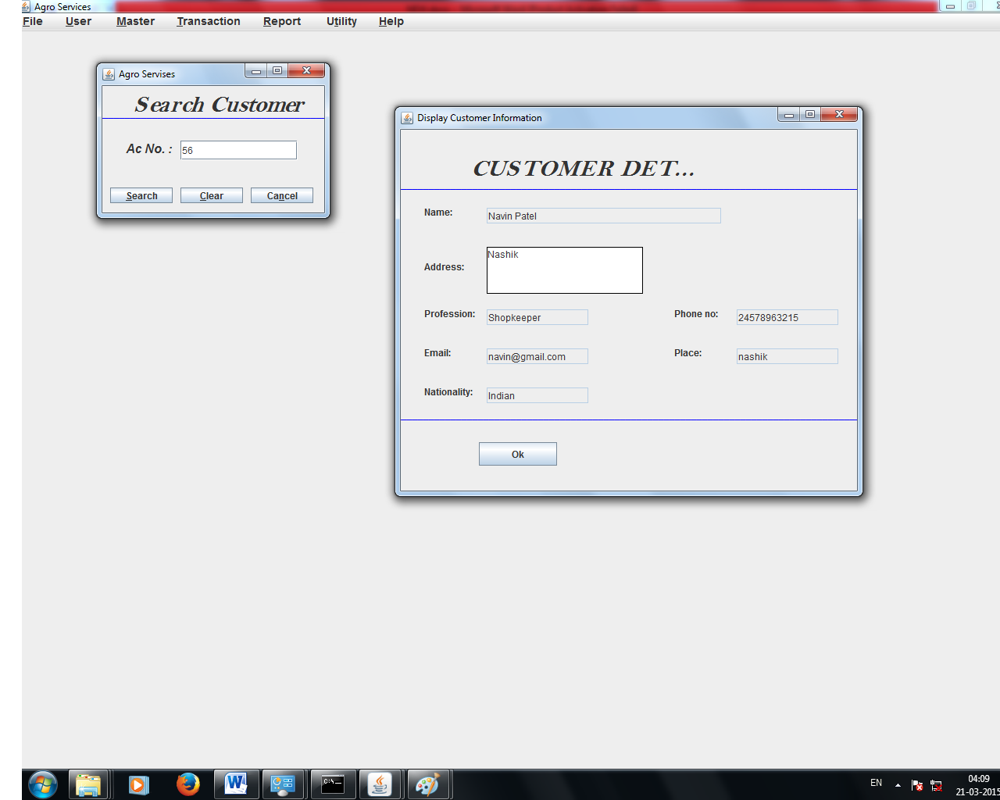 Agro Services
File User Master Transaction Report Utility Help
Agro Servises
Search Customer
Ac No. : 56
Search Clear Cancel
Display Customer Information
CUSTOMER DET...
Name: Navin Patel
Address: Nashik
Profession: Shopkeeper Phone no: 24578963215
Email: navin@gmail.com Place: nashik
Nationality: Indian
Ok
EN 04:09
21-03-2015